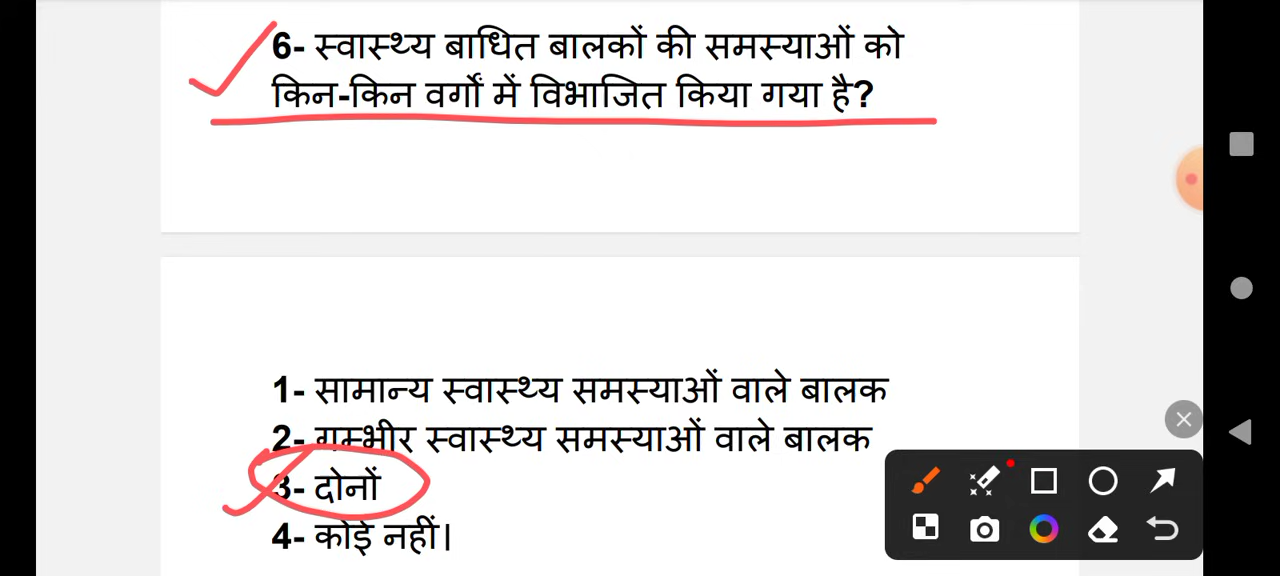 6- स्वास्थ्य बाधित बालकों की समस्याओं को
किन-किन वर्गों में विभाजित किया गया है?
1- सामान्य स्वास्थ्य समस्याओं वाले बालक
2- गम्भीर स्वास्थ्य समस्याओं वाले बालक
3- दोनों
4- कोई नहीं।